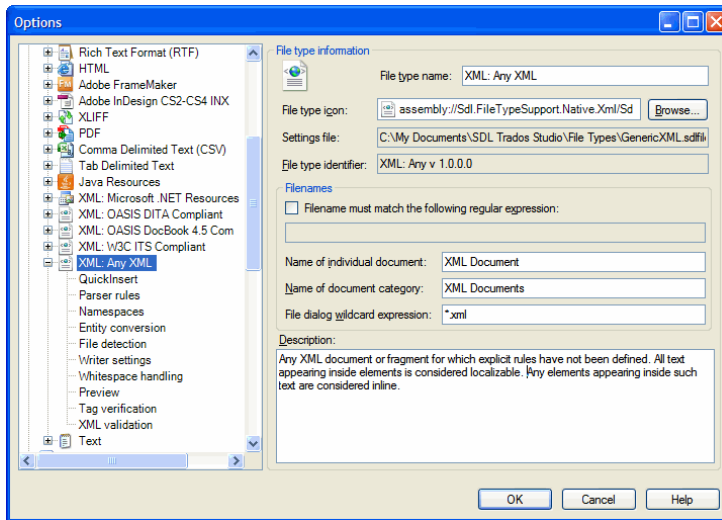 Options
Rich Text Format (RTF)
HTML
Adobe FrameMaker
Adobe InDesign CS2-CS4 INX
XLIFF
PDF
Comma Delimited Text (CSV)
Tab Delimited Text
Java Resources
XML: Microsoft .NET Resources
XML: OASIS DITA Compliant
XML: OASIS DocBook 4.5 Com
XML: W3C ITS Compliant
XML: Any XML
QuickInsert
Parser rules
Namespaces
Entity conversion
File detection
Writer settings
Whitespace handling
Preview
Tag verification
XML validation
Text
File type information
File type name: XML: Any XML
File type icon: assembly://Sdl.FileTypeSupport.Native.Xml/Sd Browse...
Settings file: C:\My Documents\SDL Trados Studio\File Types\GenericXML.sdlfil
File type identifier: XML: Any v 1.0.0.0
Filenames
Filename must match the following regular expression:
Name of individual document: XML Document
Name of document category: XML Documents
File dialog wildcard expression: *.xml
Description:
Any XML document or fragment for which explicit rules have not been defined. All text
appearing inside elements is considered localizable. Any elements appearing inside such
text are considered inline.
OK Cancel Help